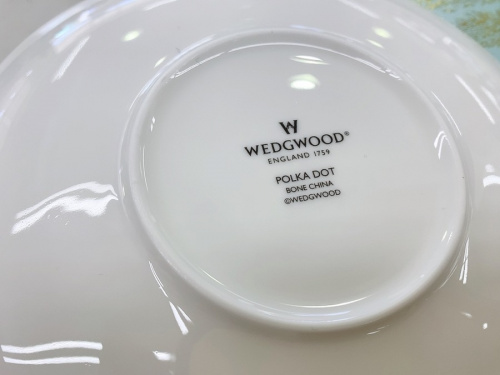 W
WEDGWOOD®
ENGLAND 1759
POLKA DOT
BONE CHINA
©WEDGWOOD